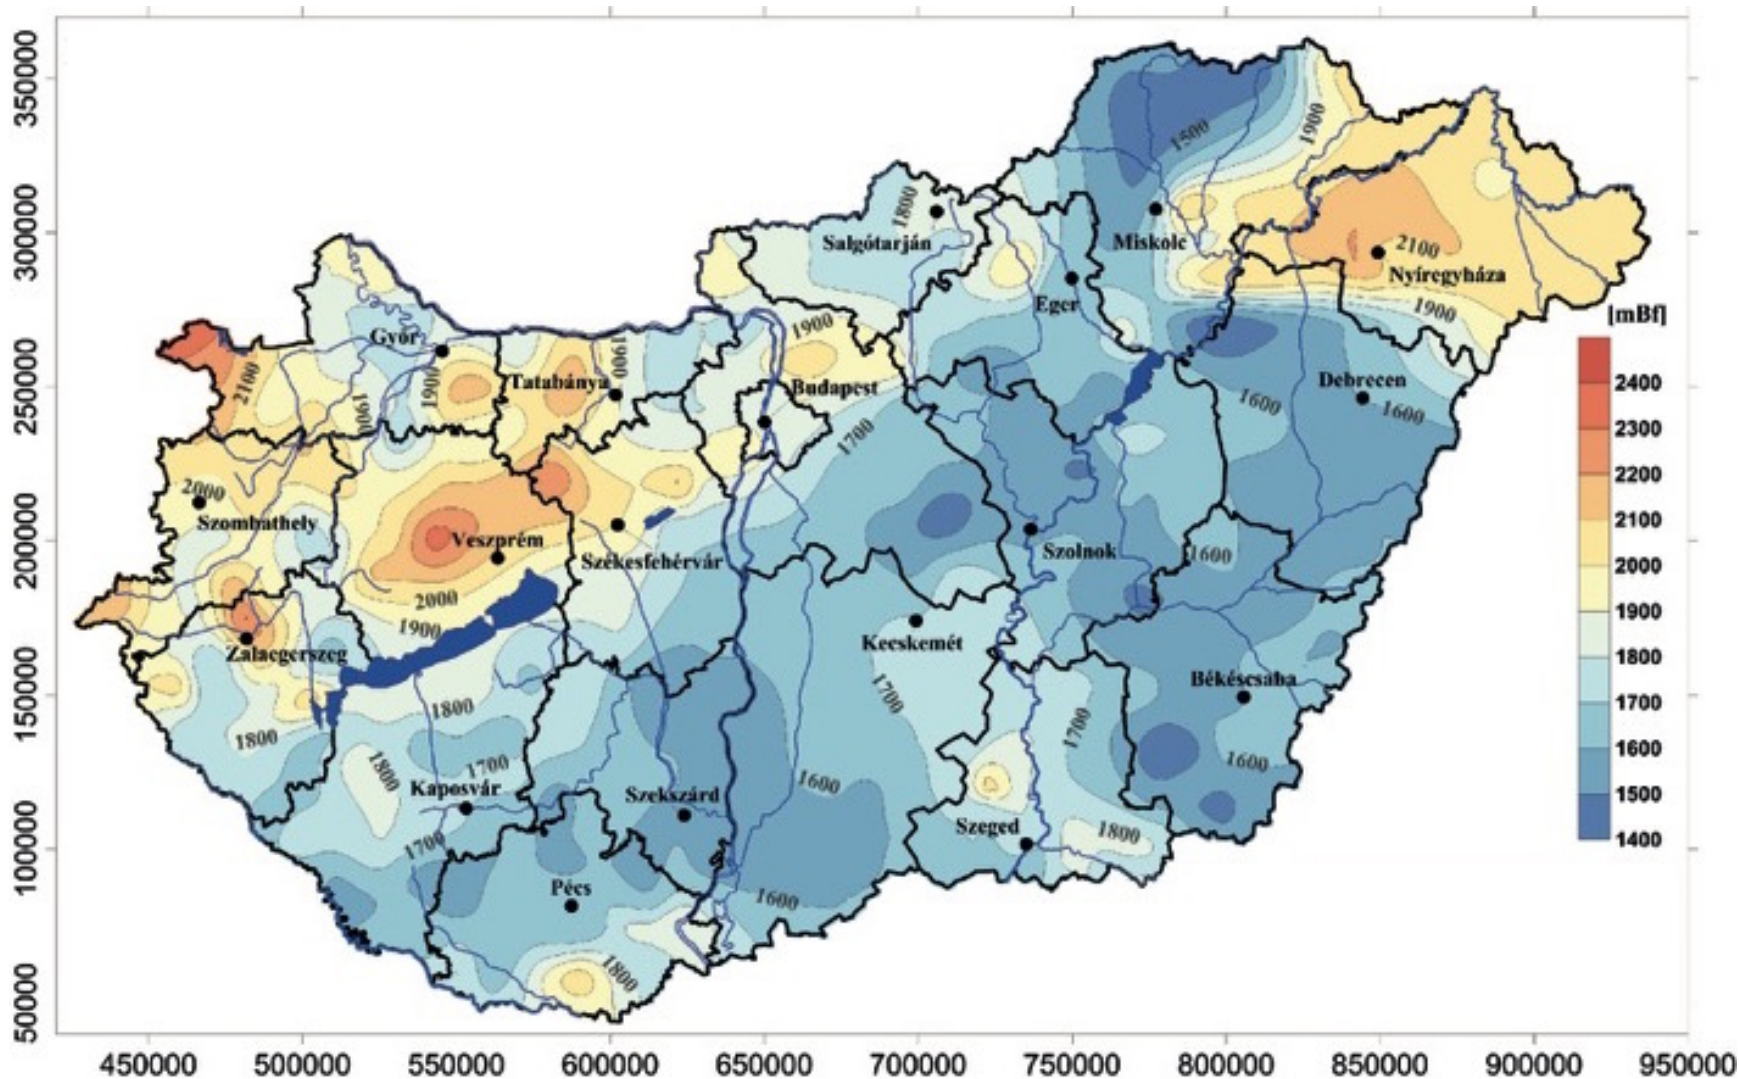 350000
300000
250000
200000
150000
100000
50000
1500
1900
1800
Salgótarján
Miskolc
2100
Nyíregyháza
Eger
1900
[mBf]
Győr
1900
1900
2100
1900
1900
Tatabánya
Budapest
Debrecen
1600
1600
1700
2000
Szombathely
Veszprém
Székesfehérvár
Szolnok
1600
2000
1900
Kecskemét
Zalaegerszeg
1700
Békéscsaba
1800
1800
1700
1800
1700
1600
1600
Kaposvár
Szekszárd
Szeged
1800
1700
Pécs
1600
1800
2400
2300
2200
2100
2000
1900
1800
1700
1600
1500
1400
450000 500000 550000 600000 650000 700000 750000 800000 850000 900000 950000